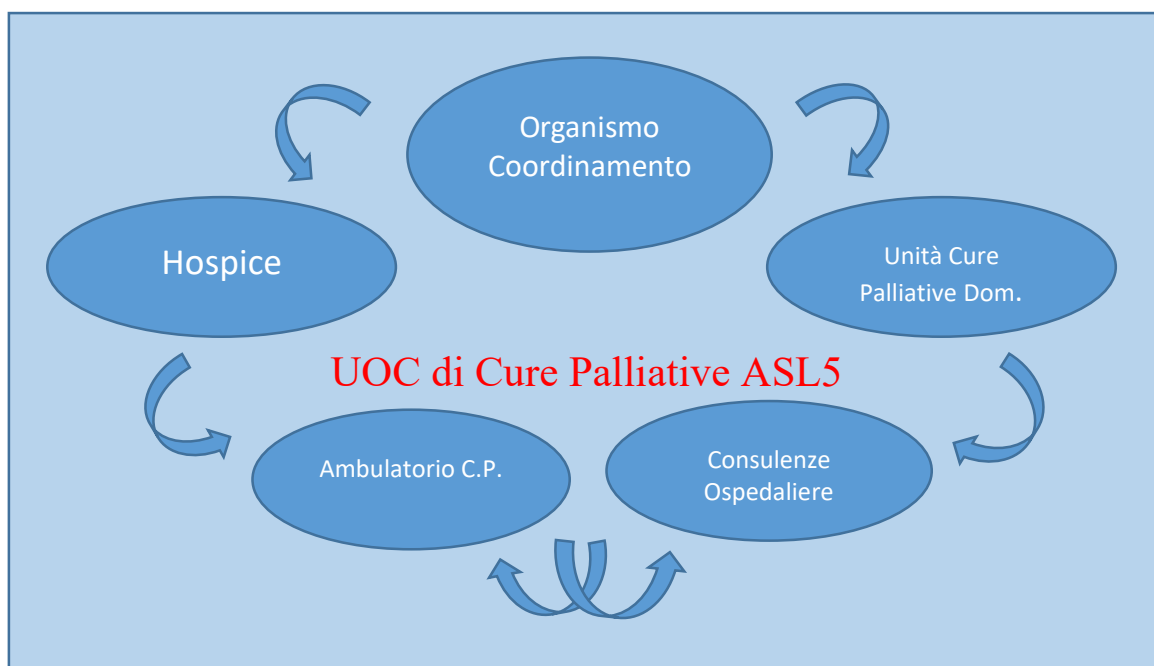 Organismo
Coordinamento
Hospice
Unità Cure
Palliative Dom.
UOC di Cure Palliative ASL5
Ambulatorio C.P.
Consulenze
Ospedaliere